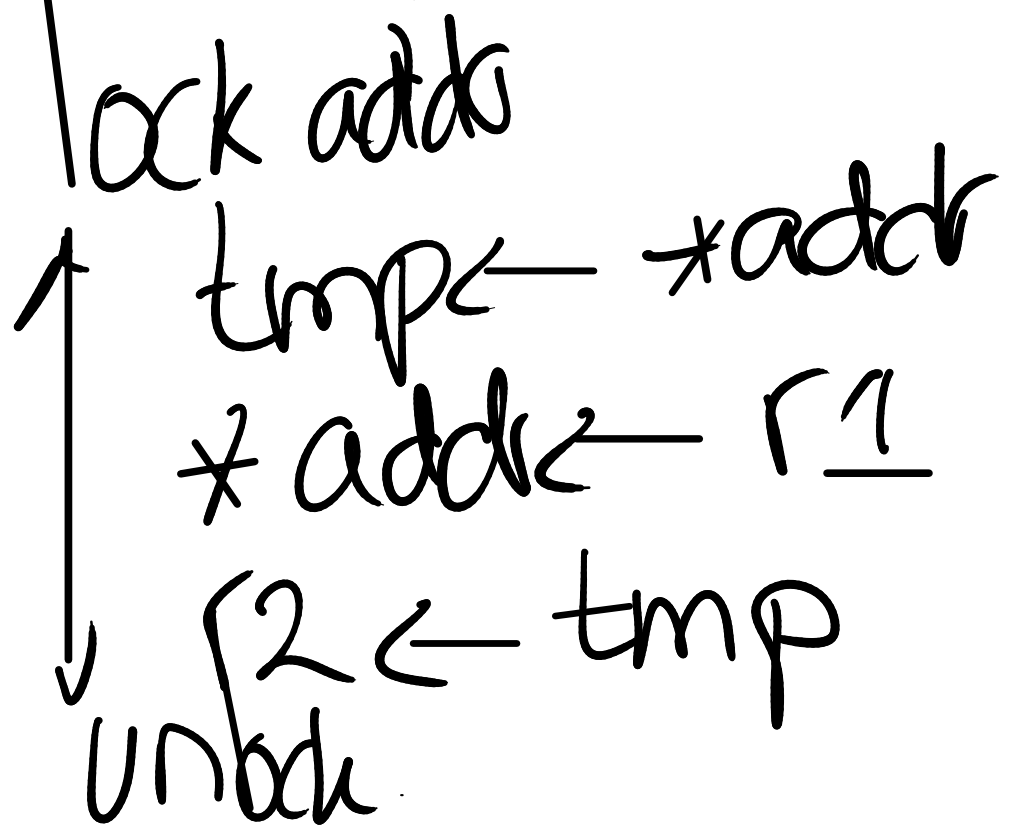 lock addr
tmp ← *addr
*addr ← r1
r2 ← tmp
unlock